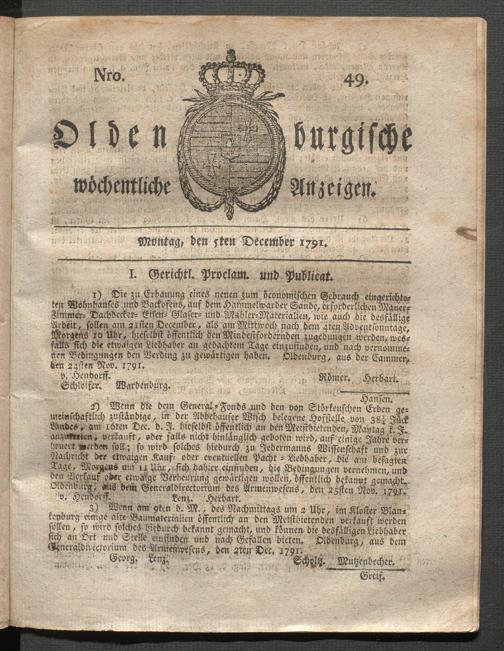 Nro. 49.
Oldenburgische
wöchentliche Anzeigen.
Montag, den 5ten December 1791.
I. Gerichtl. Proclam. und Publicat.
1) Die zu Erbauung eines neuen zum öconomischen Gebrauch eingerichte-
ten Wohnhauses und Backofens, auf dem Hammelwarder Sande, erforderlichen Mauer-
Zimmer- Dachdecker- Eisen- Glaser- und Mahler-Materialien, wie auch die desfällige
Arbeit, sollen am 21sten December, als am Mittwoch nach dem 4ten Adventsonntage,
Morgens 10 Uhr, hieselbst öffentlich den Mindestfordernden zugedungen werden, wes-
falls sich die etwanigen Liebhaber am gedachten Tage einzufinden, und nach vernomme-
nen Bedingungen den Verding zu gewärtigen haben. Oldenburg, aus der Cammer,
den 24sten Nov. 1791.
v. Hendorff. Römer. Herbart.
Schloifer. Wardenburg.
Hansen.
2) Wenn die dem General-Fonds und den von Störkenschen Erben ge-
meinschaftlich zuständige, in der Abbehauser Wisch belegene Hofstelle von 38¼ Jück
Landes, am 16ten Dec. d. J. hieselbst öffentlich an den Meistbietenden, Maytag k. J.
anzutreten, verkauft, oder falls nicht hinlänglich geboten wird, auf einige Jahre ver-
heuert werden soll; so wird solches hiedurch zu Jedermanns Wissenschaft und zur
Nachricht der etwaigen Kauf- oder eventuellen Pacht-Liebhaber, die am besagten
Tage, Morgens um 11 Uhr, sich dahier einfinden, die Bedingungen vernehmen, und
den Verkauf oder etwaige Verheurung gewärtigen wollen, öffentlich bekannt gemacht.
Oldenburg, aus dem Generaldirectorium des Armenwesens, den 25sten Nov. 1791.
v. Hendorff. Lenz. Herbart.
3) Wenn am 9ten d. M., des Nachmittags um 2 Uhr, im Kloster Blan-
kenburg einige alte Baumaterialien öffentlich an den Meistbietenden verkauft werden
sollen, so wird solches hiedurch bekannt gemacht, und können die desfälligen Liebhaber
sich an Ort und Stelle einfinden und nach Gefallen bieten. Oldenburg, aus dem
Generaldirectorium des Armenwesens, den 2ten Dec. 1791.
Georg. Lenz. Scholtz. Mutzenbecher.
Greif.